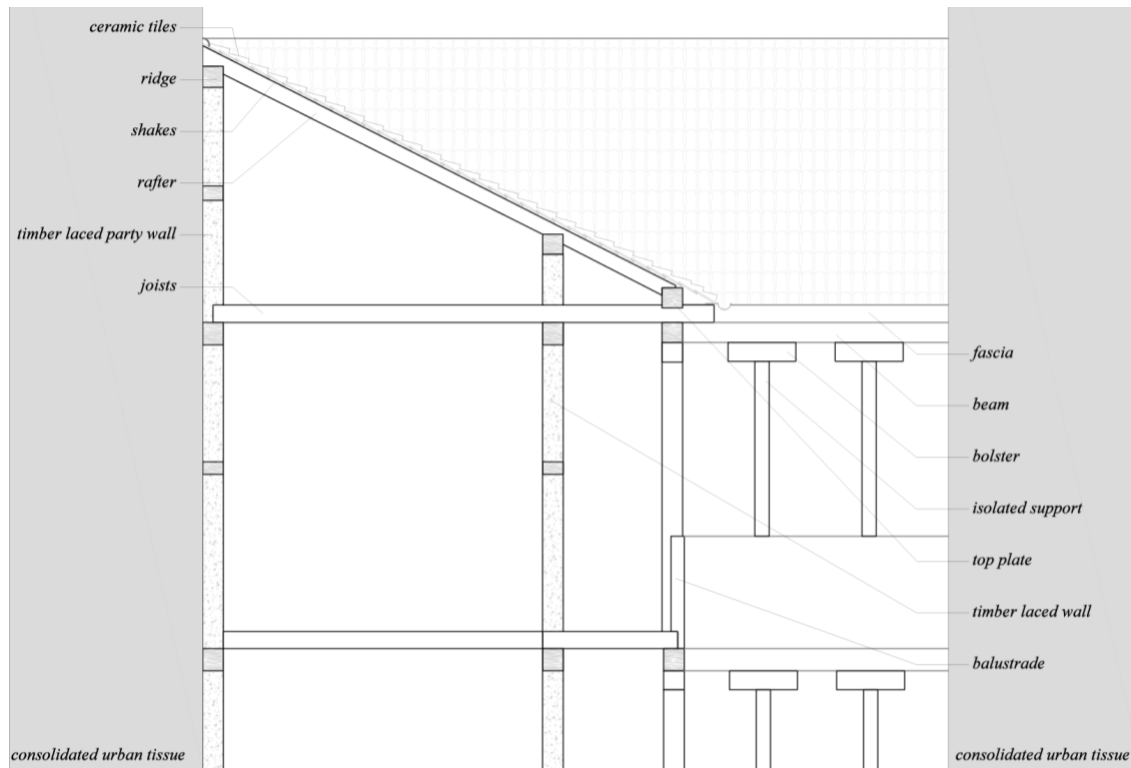 ceramic tiles
ridge
shakes
rafter
timber laced party wall
joists
fascia
beam
bolster
isolated support
top plate
timber laced wall
balustrade
consolidated urban tissue
consolidated urban tissue